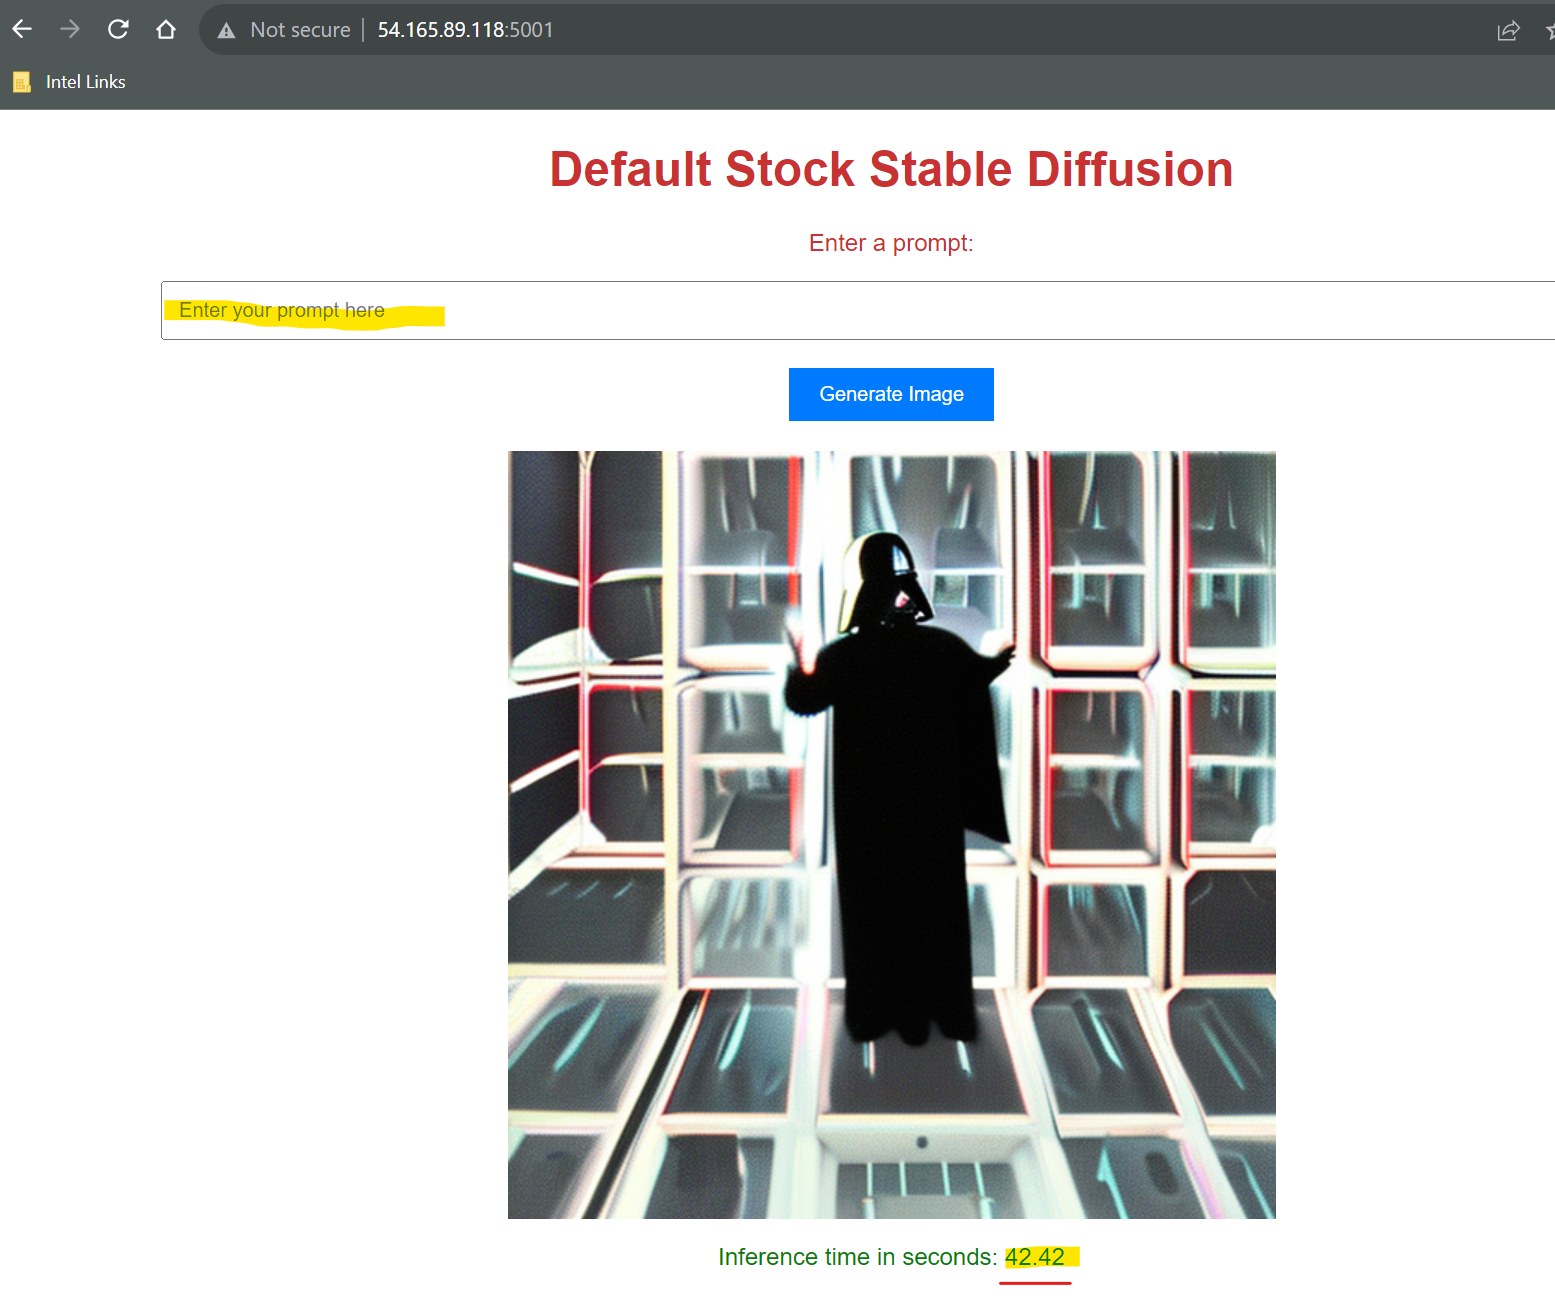 Not secure 54.165.89.118:5001
Intel Links
Default Stock Stable Diffusion
Enter a prompt:
Enter your prompt here
Generate Image
Inference time in seconds: 42.42